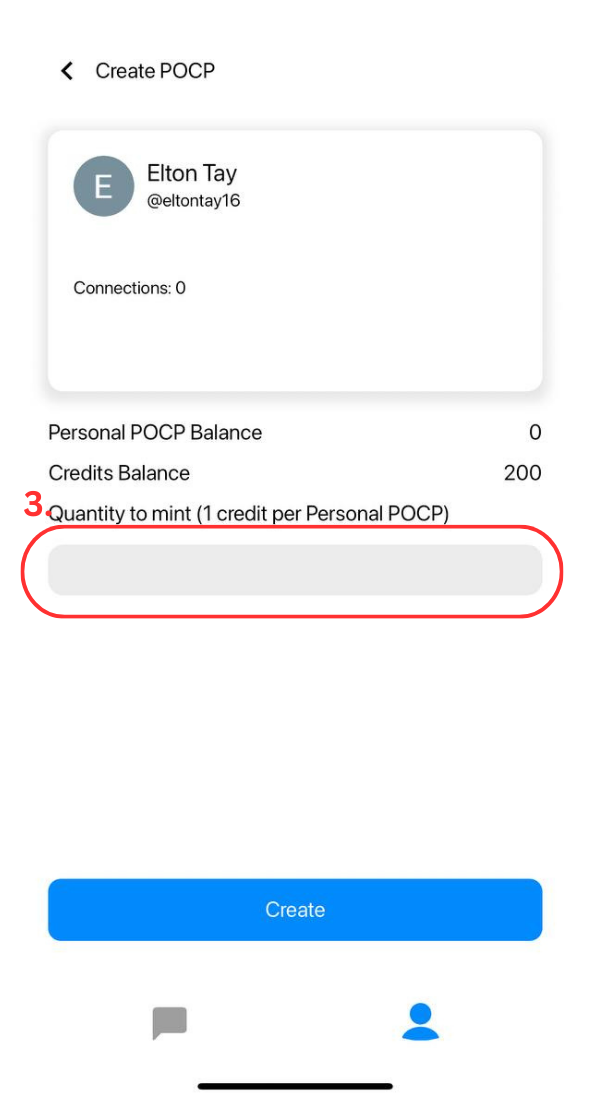 Create POCP
E
Elton Tay
@eltontay16
Connections: 0
Personal POCP Balance 0
Credits Balance 200
3.
Quantity to mint (1 credit per Personal POCP)
Create